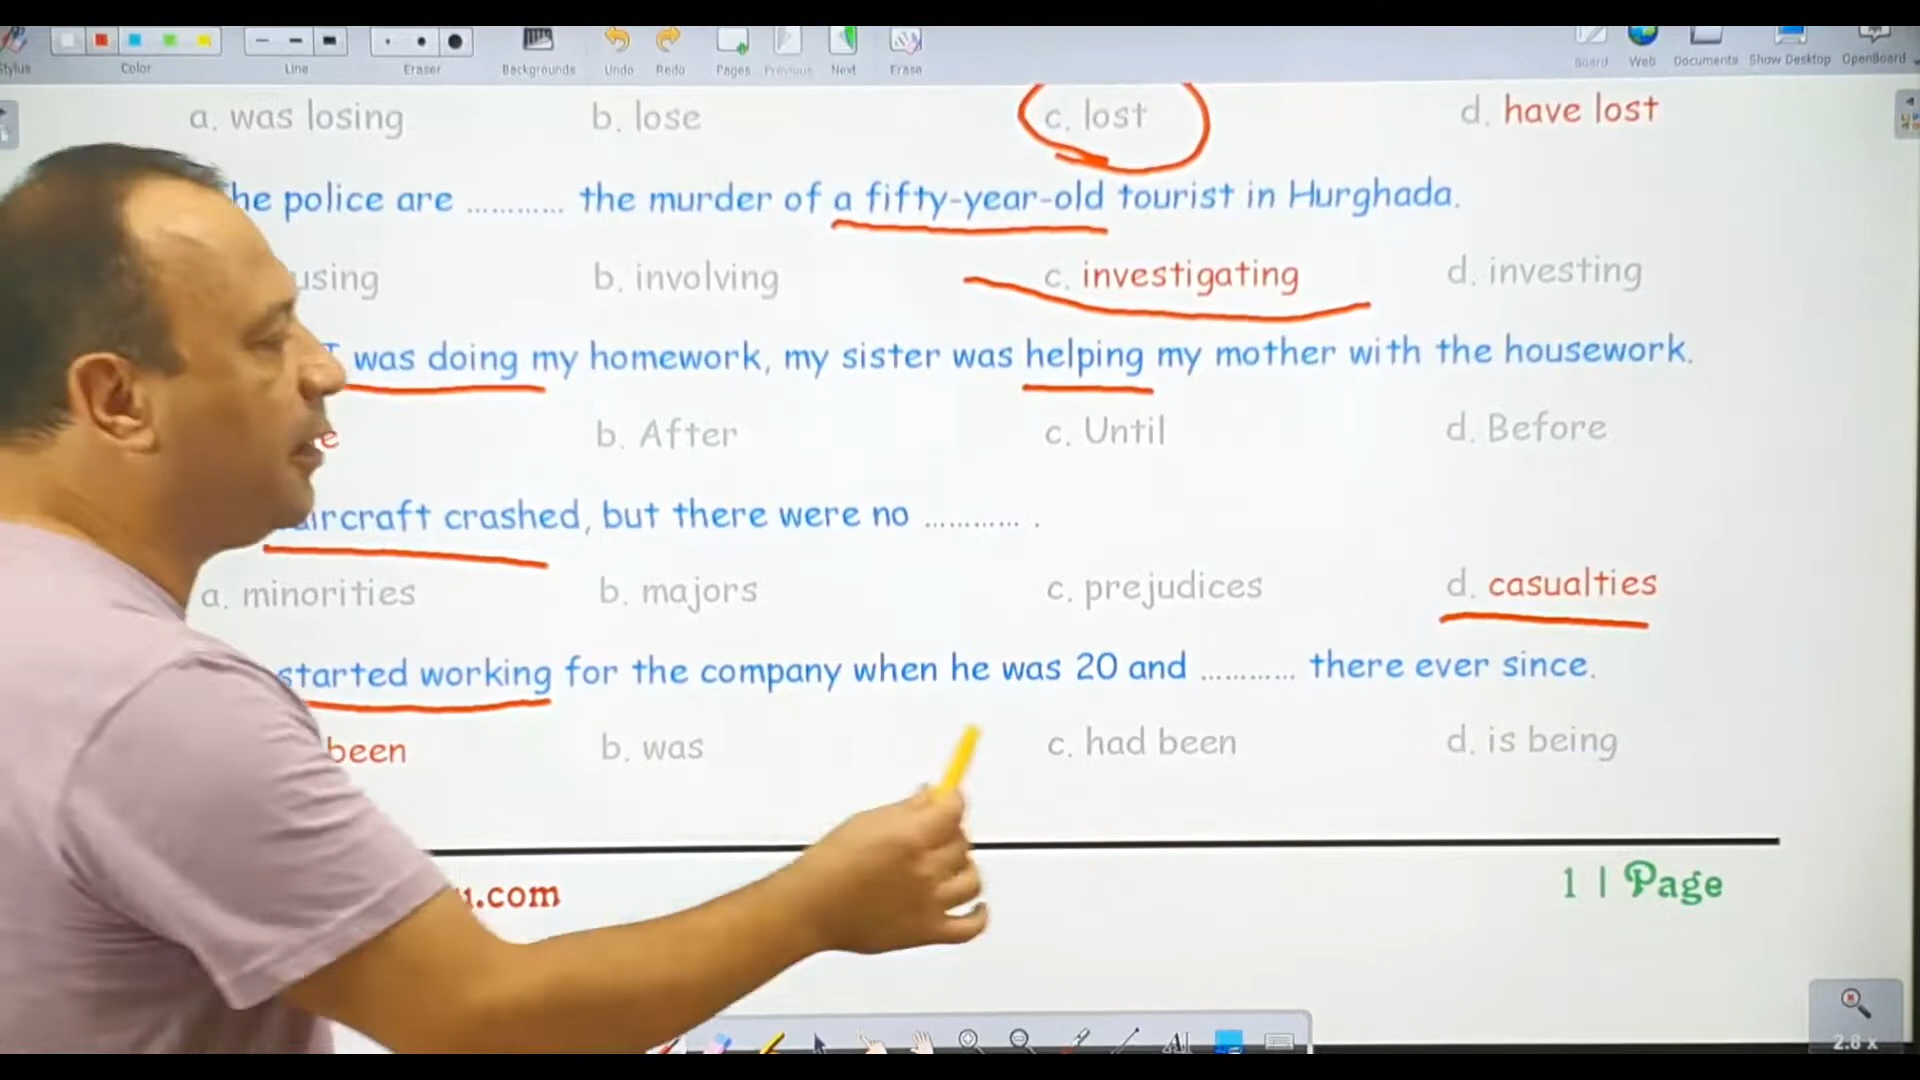 Color
Line
Eraser
Backgrounds
Undo
Redo
Pages
Previous
Next
Erase
Board
Web
Documents
Show Desktop
OpenBoard
a. was losing b. lose c. lost d. have lost
police are ............ the murder of a fifty-year-old tourist in Hurghada.
b. involving c. investigating d. investing
was doing my homework, my sister was helping my mother with the housework.
b. After c. Until d. Before
crashed, but there were no ............ .
a. minorities b. majors c. prejudices d. casualties
started working for the company when he was 20 and ............ there ever since.
been b. was c. had been d. is being
.com
1 | Page
2.8 x